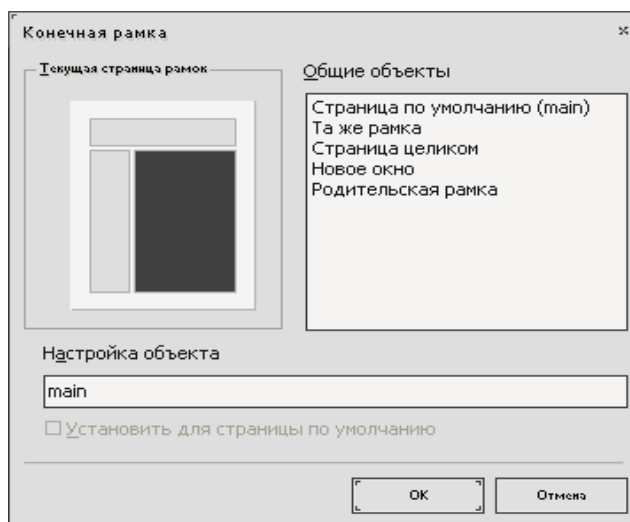 Конечная рамка
Текущая страница рамок
Общие объекты
Страница по умолчанию (main)
Та же рамка
Страница целиком
Новое окно
Родительская рамка
Настройка объекта
main
Установить для страницы по умолчанию
OK
Отмена